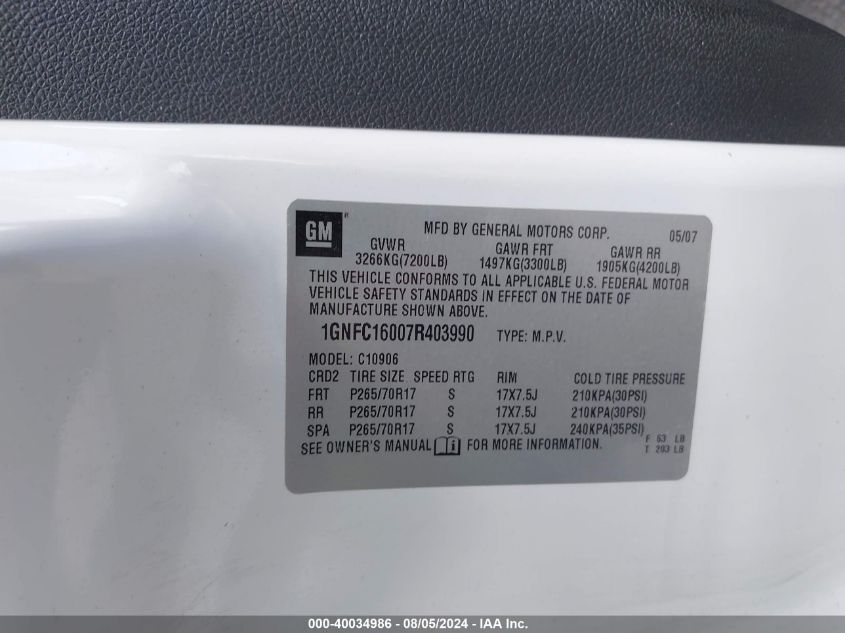 GM ®
MFD BY GENERAL MOTORS CORP. 05/07
GVWR GAWR FRT GAWR RR
3266KG(7200LB) 1497KG(3300LB) 1905KG(4200LB)
THIS VEHICLE CONFORMS TO ALL APPLICABLE U.S. FEDERAL MOTOR
VEHICLE SAFETY STANDARDS IN EFFECT ON THE DATE OF
MANUFACTURE SHOWN ABOVE.
1GNFC16007R403990 TYPE: M.P.V.
MODEL: C10906
CRD2 TIRE SIZE SPEED RTG RIM COLD TIRE PRESSURE
FRT P265/70R17 S 17X7.5J 210KPA(30PSI)
RR P265/70R17 S 17X7.5J 210KPA(30PSI)
SPA P265/70R17 S 17X7.5J 240KPA(35PSI)
SEE OWNER'S MANUAL i FOR MORE INFORMATION.
F 63 LB
T 203 LB
000-40034986 - 08/05/2024 - IAA Inc.